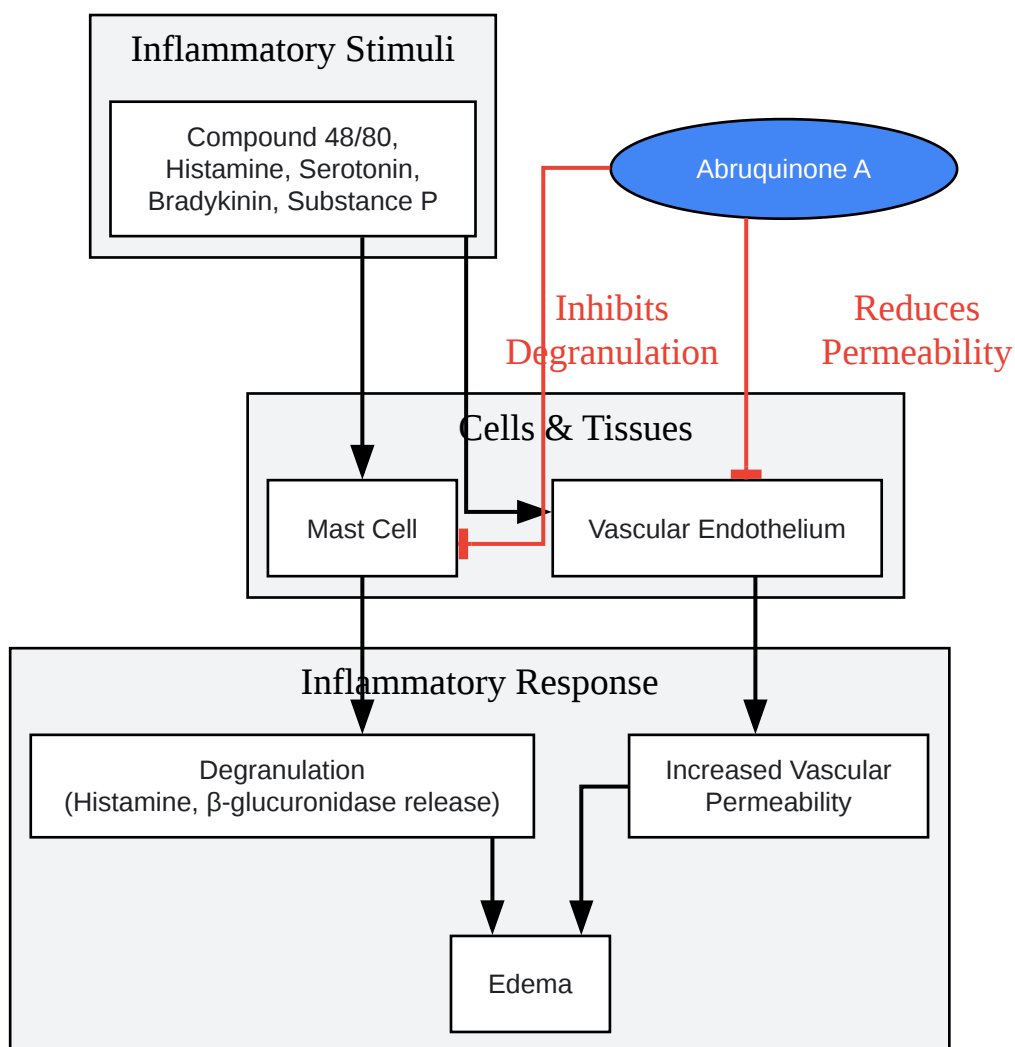 Inflammatory Stimuli
Compound 48/80,
Histamine, Serotonin,
Bradykinin, Substance P
Abruquinone A
Inhibits
Degranulation
Reduces
Permeability
Cells & Tissues
Mast Cell
Vascular Endothelium
Inflammatory Response
Degranulation
(Histamine, β-glucuronidase release)
Increased Vascular
Permeability
Edema